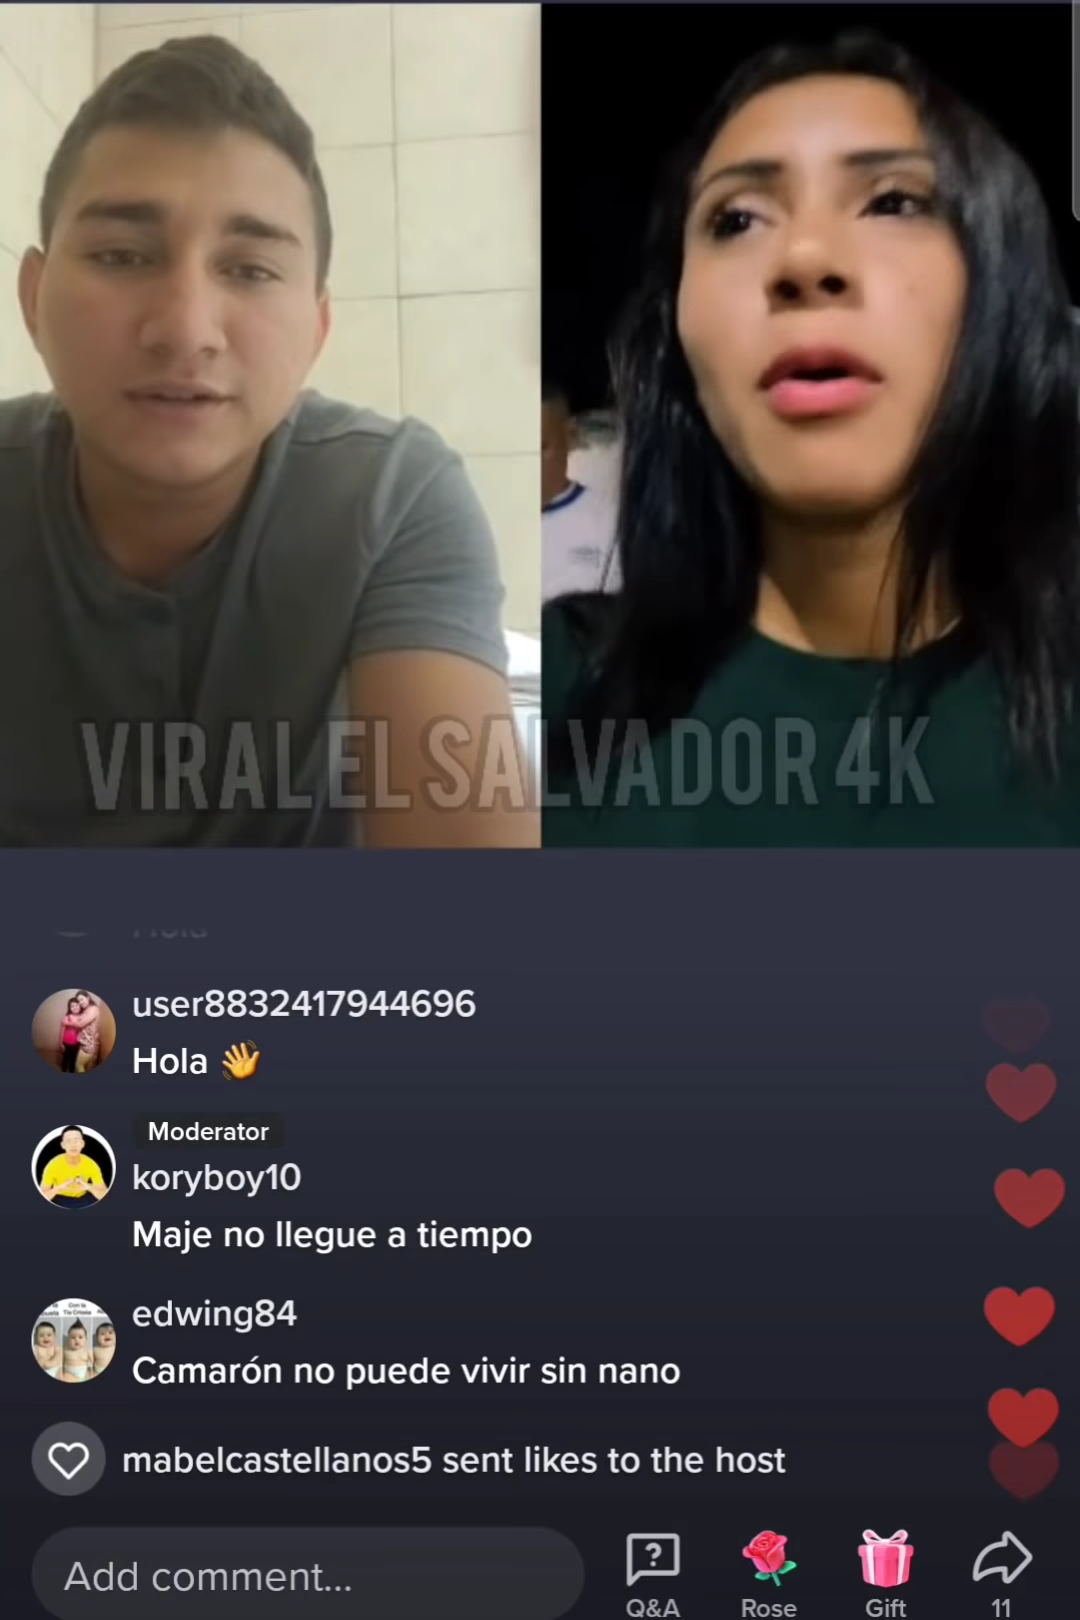 VIRAL EL SALVADOR 4K
Hola
user8832417944696
Hola 👋
Moderator
koryboy10
Maje no llegue a tiempo
edwing84
Camarón no puede vivir sin nano
mabelcastellanos5 sent likes to the host
Add comment...
Q&A
Rose
Gift
11